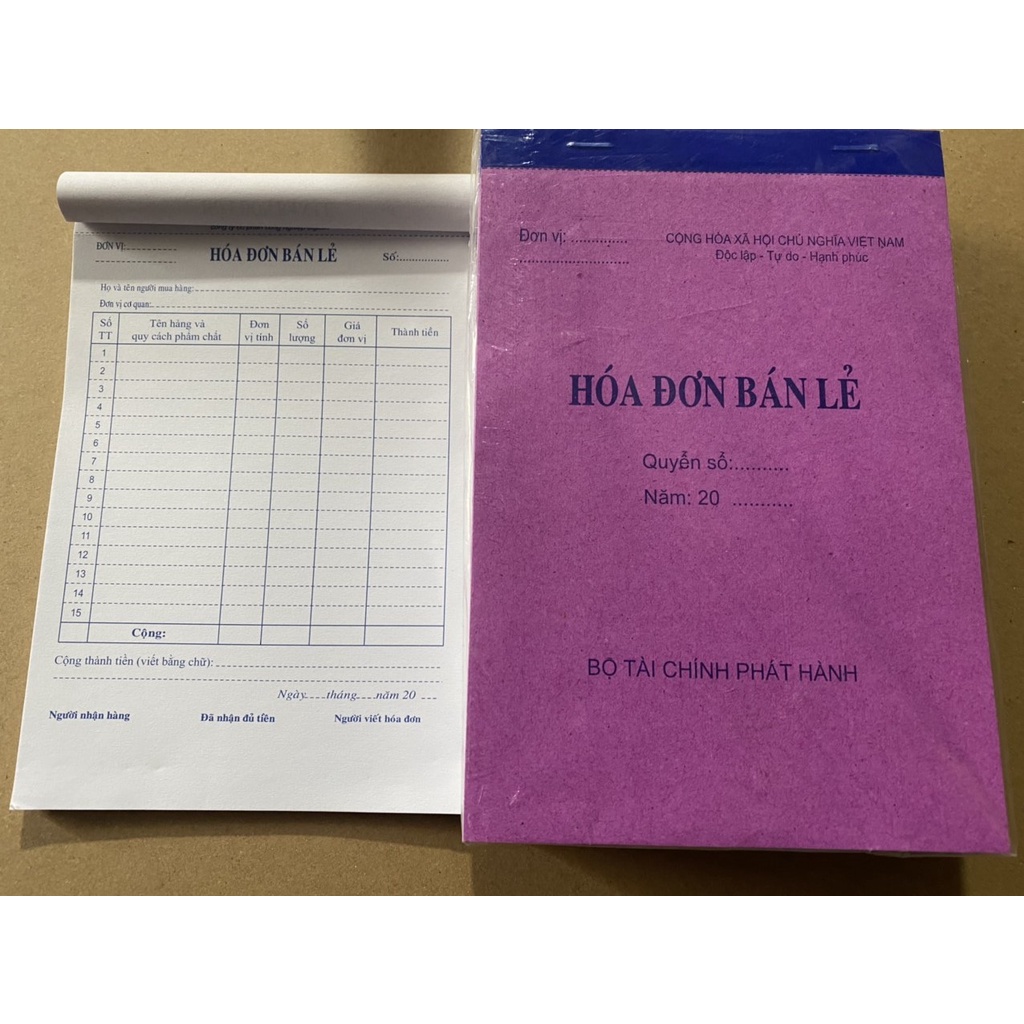 ĐƠN VỊ:
HÓA ĐƠN BÁN LẺ
Số:..................
Họ và tên người mua hàng:
Đơn vị cơ quan:
Số TT
Tên hàng và quy cách phẩm chất
Đơn vị tính
Số lượng
Giá đơn vị
Thành tiền
1
2
3
4
5
6
7
8
9
10
11
12
13
14
15
Cộng:
Cộng thành tiền (viết bằng chữ):
Ngày....tháng....năm 20 ....
Người nhận hàng
Đã nhận đủ tiền
Người viết hóa đơn
Đơn vị: ..............
CỘNG HÒA XÃ HỘI CHỦ NGHĨA VIỆT NAM
Độc lập - Tự do - Hạnh phúc
HÓA ĐƠN BÁN LẺ
Quyển sổ:..........
Năm: 20 ...........
BỘ TÀI CHÍNH PHÁT HÀNH